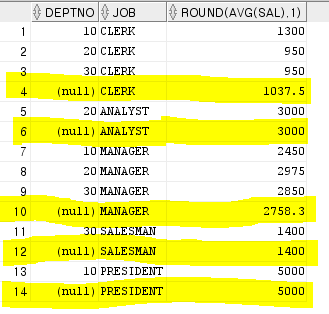 DEPTNO JOB ROUND(AVG(SAL),1)
1 10 CLERK 1300
2 20 CLERK 950
3 30 CLERK 950
4 (null) CLERK 1037.5
5 20 ANALYST 3000
6 (null) ANALYST 3000
7 10 MANAGER 2450
8 20 MANAGER 2975
9 30 MANAGER 2850
10 (null) MANAGER 2758.3
11 30 SALESMAN 1400
12 (null) SALESMAN 1400
13 10 PRESIDENT 5000
14 (null) PRESIDENT 5000